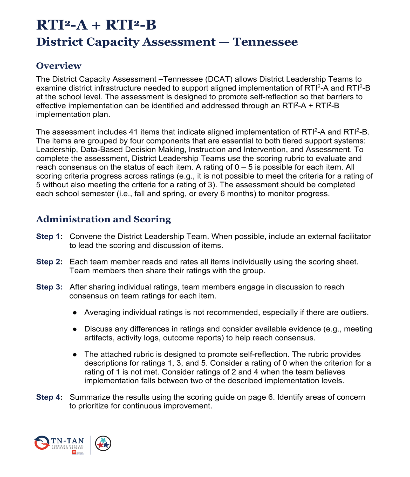 RTI²-A + RTI²-B
District Capacity Assessment — Tennessee
Overview
The District Capacity Assessment –Tennessee (DCAT) allows District Leadership Teams to
examine district infrastructure needed to support aligned implementation of RTI²-A and RTI²-B
at the school level. The assessment is designed to promote self-reflection so that barriers to
effective implementation can be identified and addressed through an RTI²-A + RTI²-B
implementation plan.
The assessment includes 41 items that indicate aligned implementation of RTI²-A and RTI²-B.
The items are grouped by four components that are essential to both tiered support systems:
Leadership, Data-Based Decision Making, Instruction and Intervention, and Assessment. To
complete the assessment, District Leadership Teams use the scoring rubric to evaluate and
reach consensus on the status of each item. A rating of 0 – 5 is possible for each item. All
scoring criteria progress across ratings (e.g., it is not possible to meet the criteria for a rating of
5 without also meeting the criteria for a rating of 3). The assessment should be completed
each school semester (i.e., fall and spring, or every 6 months) to monitor progress.
Administration and Scoring
Step 1: Convene the District Leadership Team. When possible, include an external facilitator
to lead the scoring and discussion of items.
Step 2: Each team member reads and rates all items individually using the scoring sheet.
Team members then share their ratings with the group.
Step 3: After sharing individual ratings, team members engage in discussion to reach
consensus on team ratings for each item.
● Averaging individual ratings is not recommended, especially if there are outliers.
● Discuss any differences in ratings and consider available evidence (e.g., meeting
artifacts, activity logs, outcome reports) to help reach consensus.
● The attached rubric is designed to promote self-reflection. The rubric provides
descriptions for ratings 1, 3, and 5. Consider a rating of 0 when the criterion for a
rating of 1 is not met. Consider ratings of 2 and 4 when the team believes
implementation falls between two of the described implementation levels.
Step 4: Summarize the results using the scoring guide on page 6. Identify areas of concern
to prioritize for continuous improvement.
TN-TAN